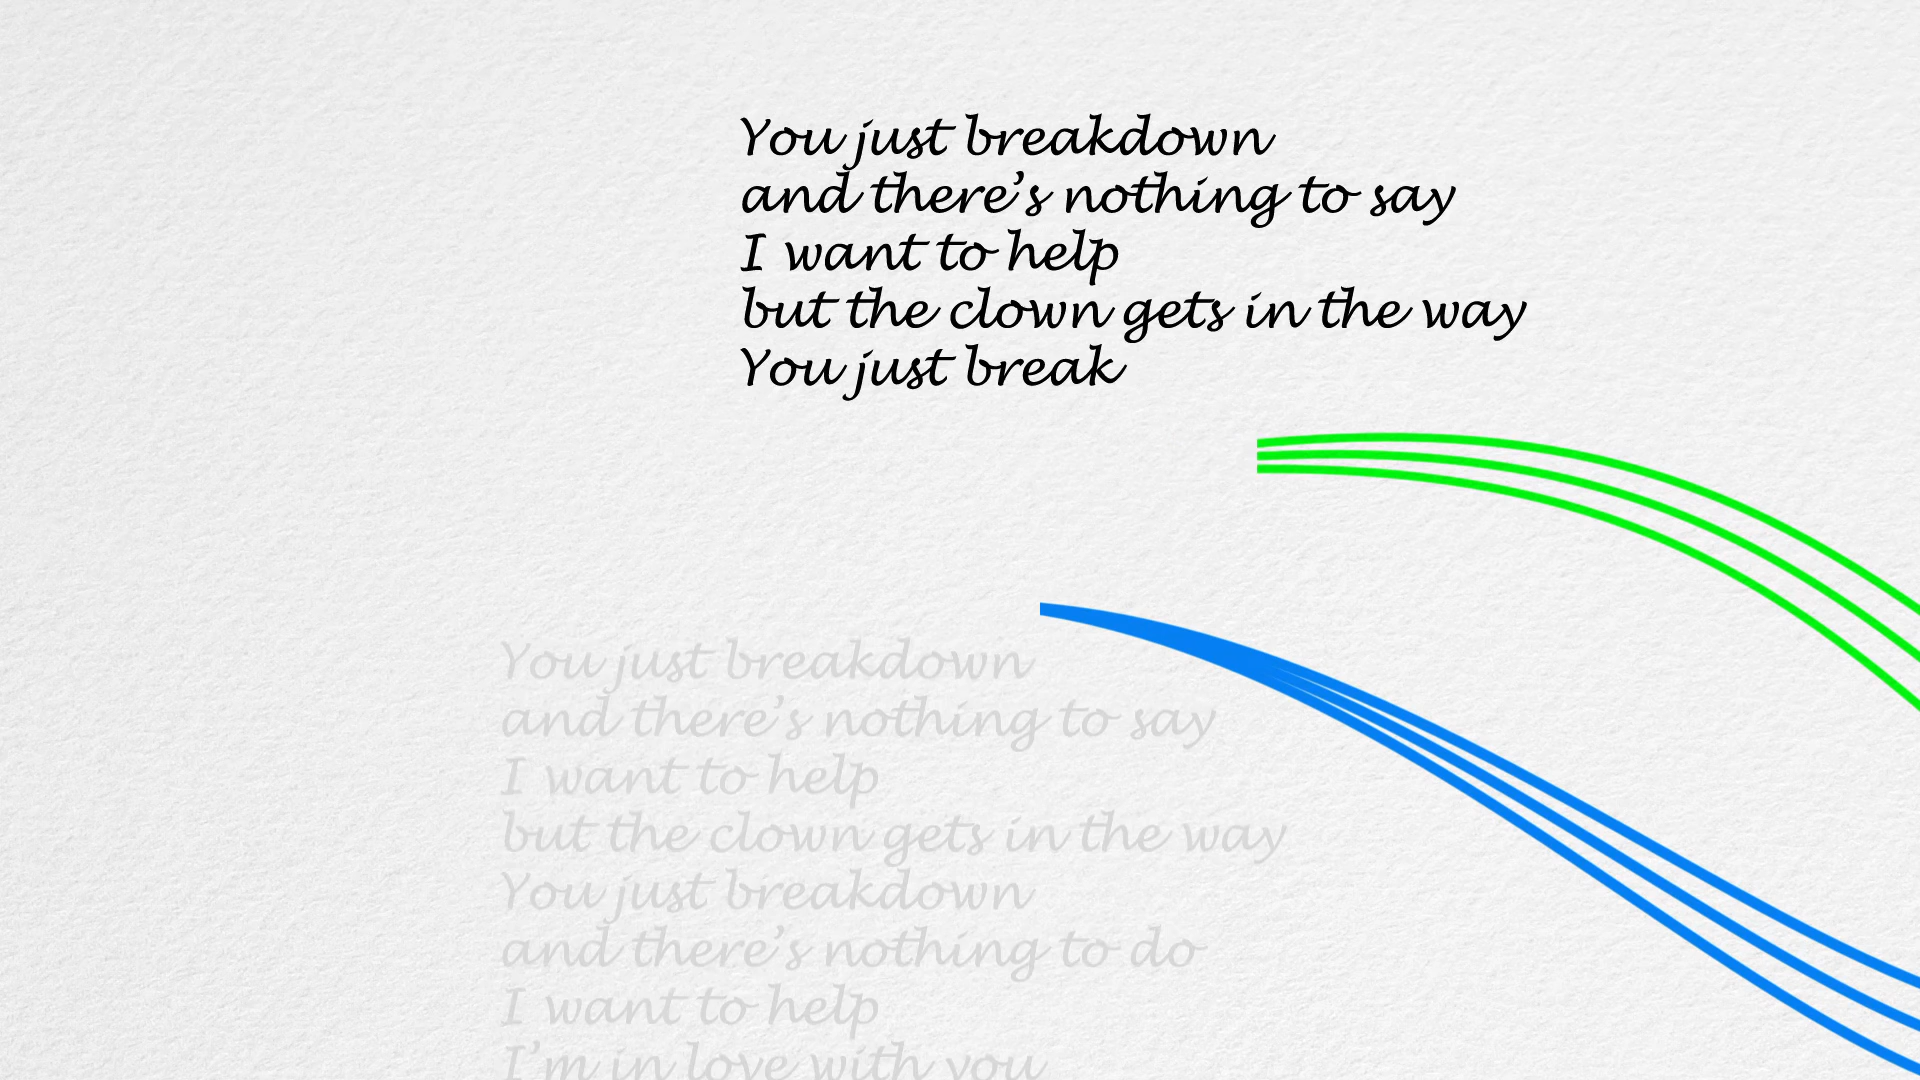 You just breakdown
and there’s nothing to say
I want to help
but the clown gets in the way
You just break
You just breakdown
and there’s nothing to say
I want to help
but the clown gets in the way
You just breakdown
and there’s nothing to do
I want to help
I’m in love with you